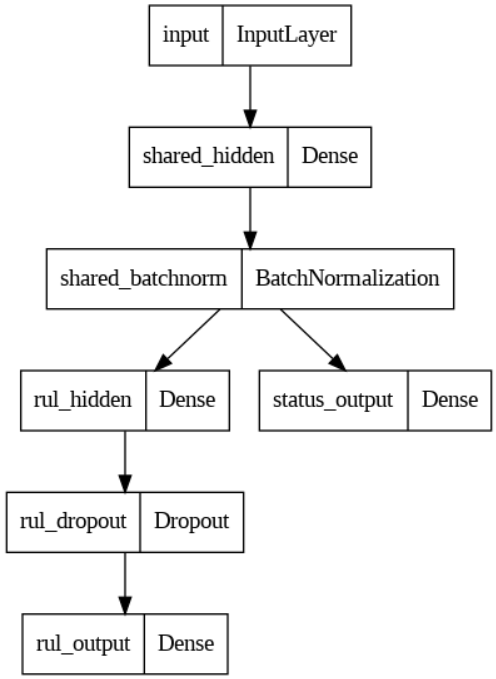 input InputLayer
shared_hidden Dense
shared_batchnorm BatchNormalization
rul_hidden Dense
status_output Dense
rul_dropout Dropout
rul_output Dense